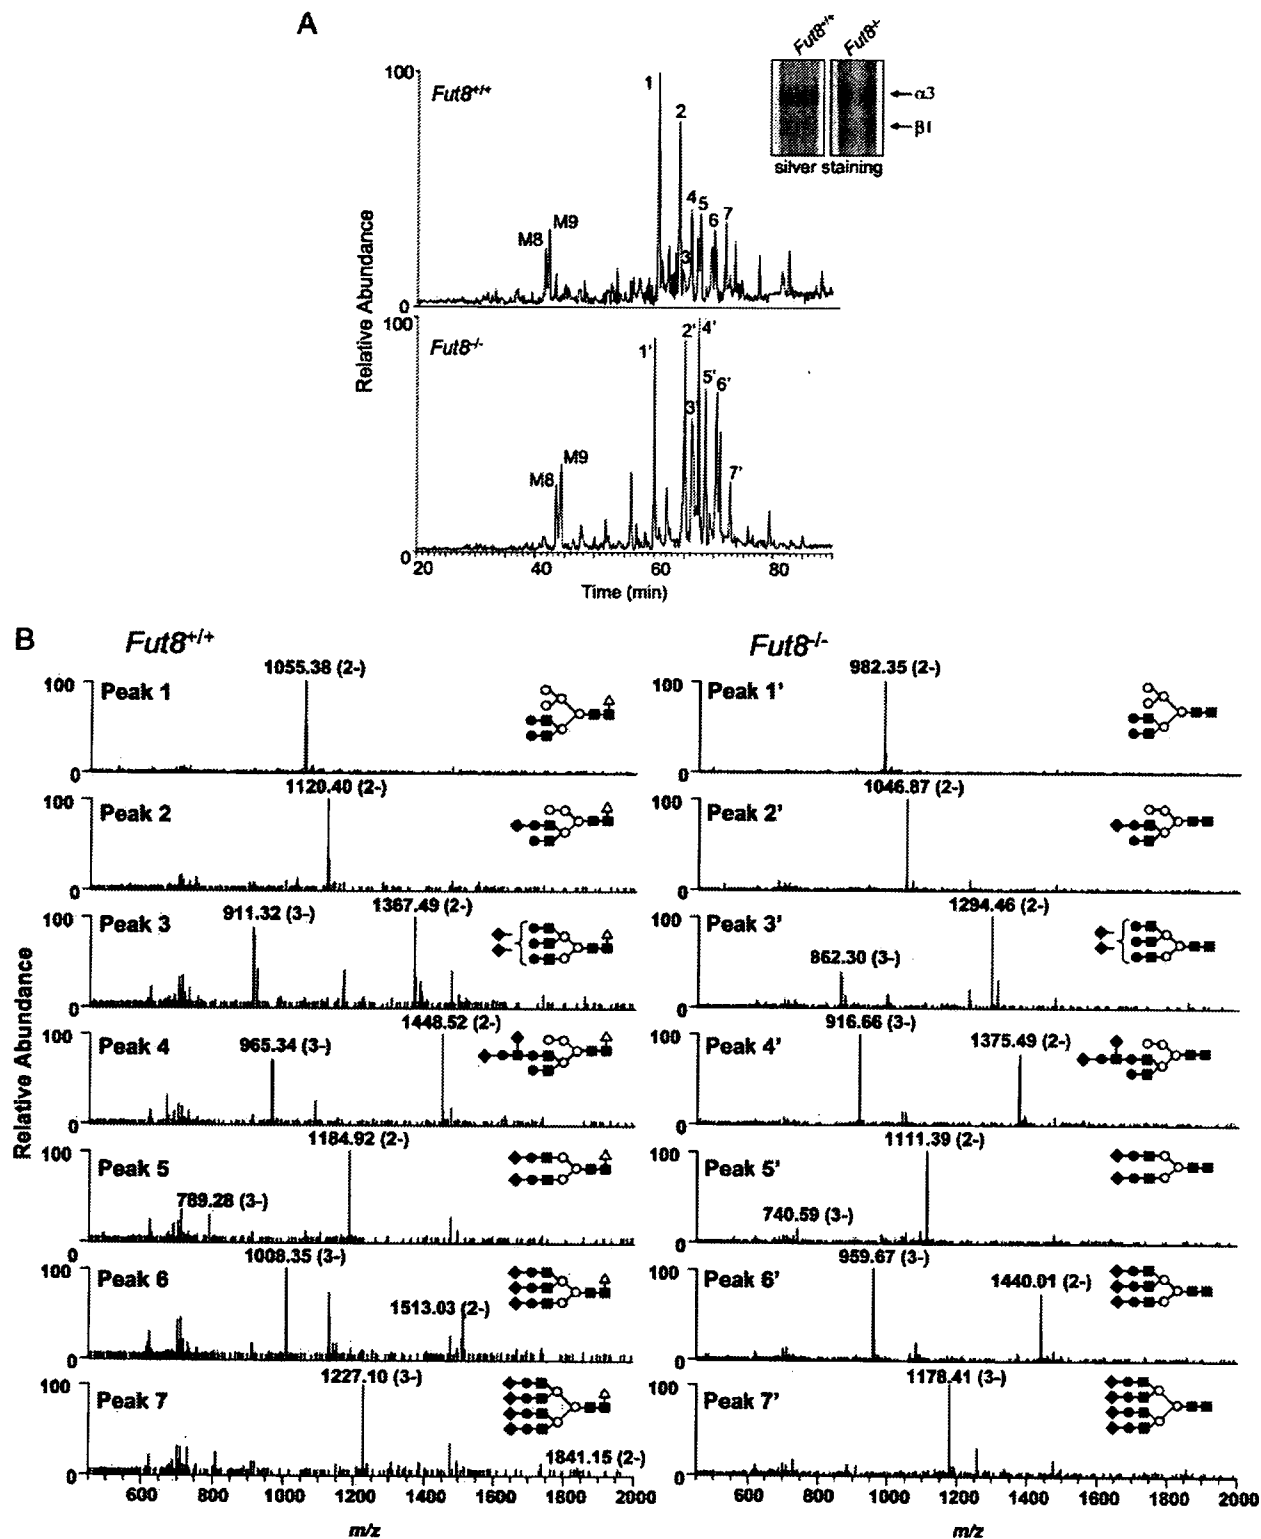 A
Fut8+/+
Fut8-/-
α3
β1
silver staining
100
Fut8+/+
1
2
3
4
5
6
7
M8
M9
0
Relative Abundance
100
Fut8-/-
1'
2'
3'
4'
5'
6'
7'
M8
M9
0
20
40
60
80
Time (min)
B
Fut8+/+
Fut8-/-
1055.38 (2-)
100
Peak 1
0
982.35 (2-)
100
Peak 1'
0
1120.40 (2-)
100
Peak 2
0
1046.87 (2-)
100
Peak 2'
0
911.32 (3-)
1367.49 (2-)
100
Peak 3
0
1294.46 (2-)
100
Peak 3'
862.30 (3-)
0
Relative Abundance
1448.52 (2-)
100
Peak 4
965.34 (3-)
0
916.66 (3-)
100
Peak 4'
1375.49 (2-)
0
1184.92 (2-)
100
Peak 5
789.28 (3-)
0
1111.39 (2-)
100
Peak 5'
740.59 (3-)
0
1008.35 (3-)
100
Peak 6
1513.03 (2-)
0
959.67 (3-)
100
Peak 6'
1440.01 (2-)
0
1227.10 (3-)
100
Peak 7
1841.15 (2-)
0
1178.41 (3-)
100
Peak 7'
0
600 800 1000 1200 1400 1600 1800 2000
m/z
600 800 1000 1200 1400 1600 1800 2000
m/z